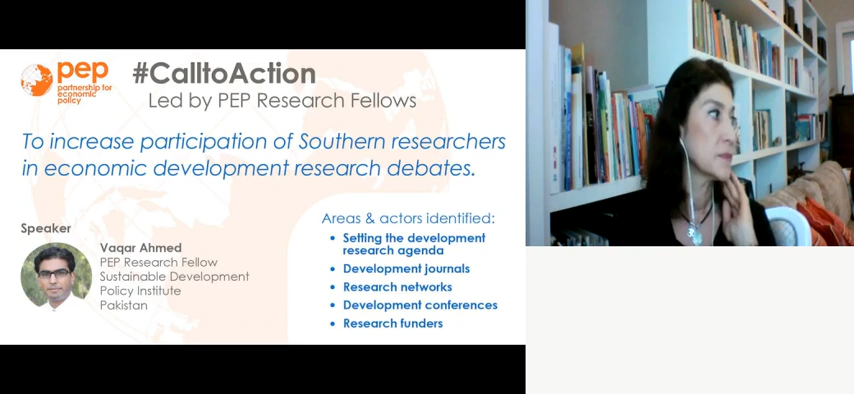 pep
partnership for
economic
policy
#CalltoAction
Led by PEP Research Fellows
To increase participation of Southern researchers
in economic development research debates.
Speaker
Vaqar Ahmed
PEP Research Fellow
Sustainable Development
Policy Institute
Pakistan
Areas & actors identified:
• Setting the development
research agenda
• Development journals
• Research networks
• Development conferences
• Research funders